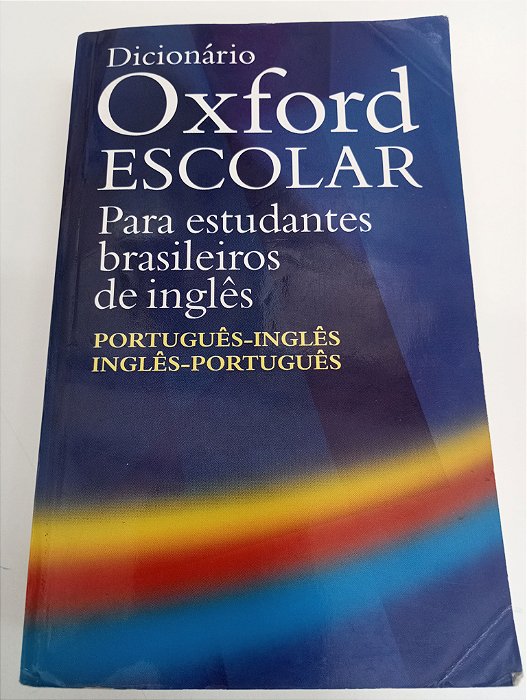 Dicionário
Oxford
ESCOLAR
Para estudantes
brasileiros
de inglês
PORTUGUÊS-INGLÊS
INGLÊS-PORTUGUÊS